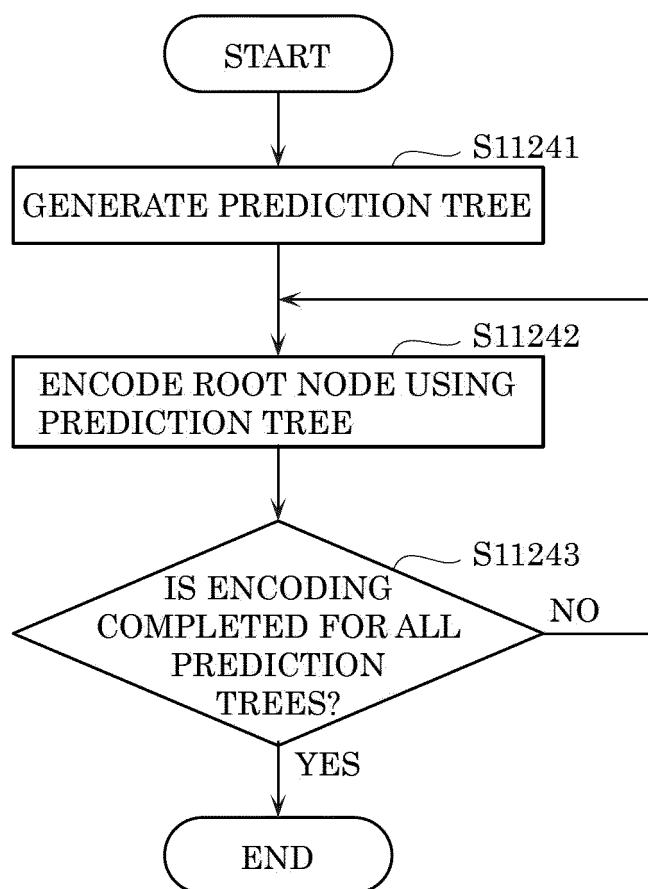 START
S11241
GENERATE PREDICTION TREE
S11242
ENCODE ROOT NODE USING
PREDICTION TREE
S11243
IS ENCODING
COMPLETED FOR ALL
PREDICTION
TREES?
NO
YES
END